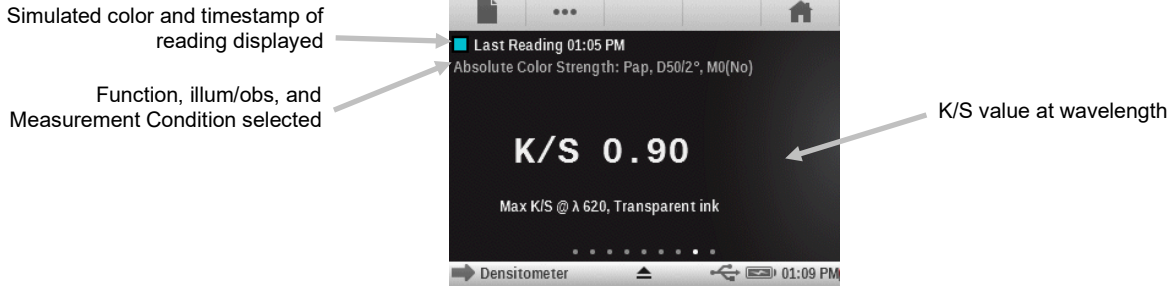 Simulated color and timestamp of
reading displayed
Function, illum/obs, and
Measurement Condition selected
Last Reading 01:05 PM
Absolute Color Strength: Pap, D50/2°, M0(No)
K/S 0.90
Max K/S @ λ 620, Transparent ink
Densitometer
01:09 PM
K/S value at wavelength